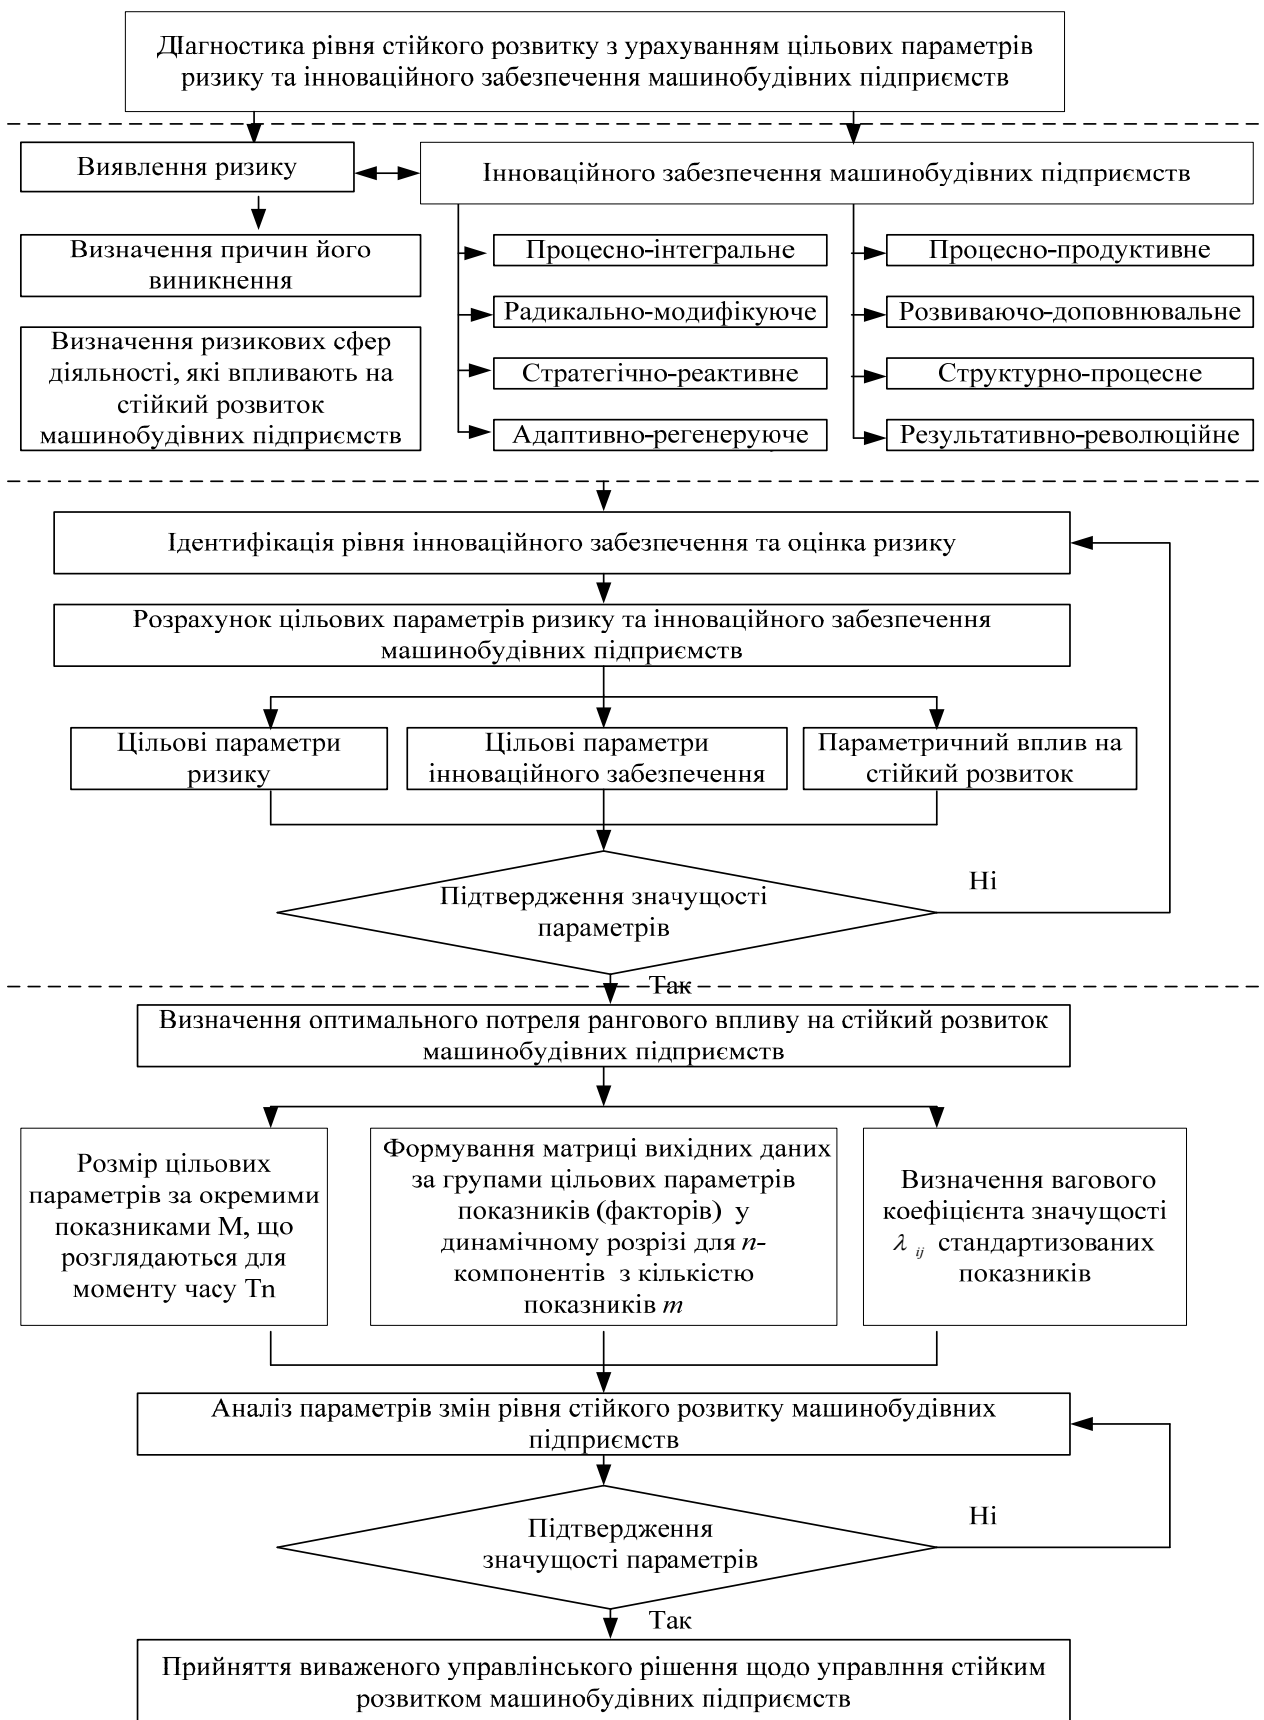 ДІагностика рівня стійкого розвитку з урахуванням цільових параметрів
ризику та інноваційного забезпечення машинобудівних підприємств
Виявлення ризику
Інноваційного забезпечення машинобудівних підприємств
Визначення причин його
виникнення
Визначення ризикових сфер
діяльності, які впливають на
стійкий розвиток
машинобудівних підприємств
Процесно-інтегральне
Радикально-модифікуюче
Стратегічно-реактивне
Адаптивно-регенеруюче
Процесно-продуктивне
Розвиваючо-доповнювальне
Структурно-процесне
Результативно-революційне
Ідентифікація рівня інноваційного забезпечення та оцінка ризику
Розрахунок цільових параметрів ризику та інноваційного забезпечення
машинобудівних підприємств
Цільові параметри
ризику
Цільові параметри
інноваційного забезпечення
Параметричний вплив на
стійкий розвиток
Підтвердження значущості
параметрів
Ні
Так
Визначення оптимального потреля рангового впливу на стійкий розвиток
машинобудівних підприємств
Розмір цільових
параметрів за окремими
показниками М, що
розглядаються для
моменту часу Тn
Формування матриці вихідних даних
за групами цільових параметрів
показників (факторів) у
динамічному розрізі для n-
компонентів з кількістю
показників m
Визначення вагового
коефіцієнта значущості
λ ij стандартизованих
показників
Аналіз параметрів змін рівня стійкого розвитку машинобудівних
підприємств
Підтвердження
значущості параметрів
Ні
Так
Прийняття виваженого управлінського рішення щодо управлння стійким
розвитком машинобудівних підприємств